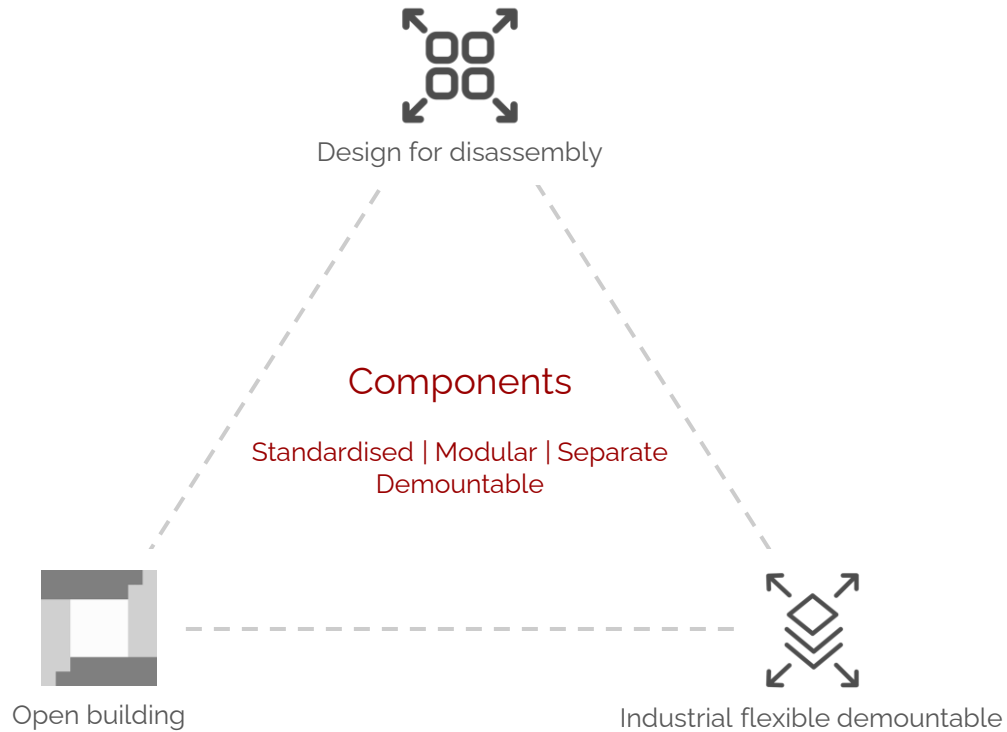 Design for disassembly
Components
Standardised | Modular | Separate
Demountable
Open building
Industrial flexible demountable